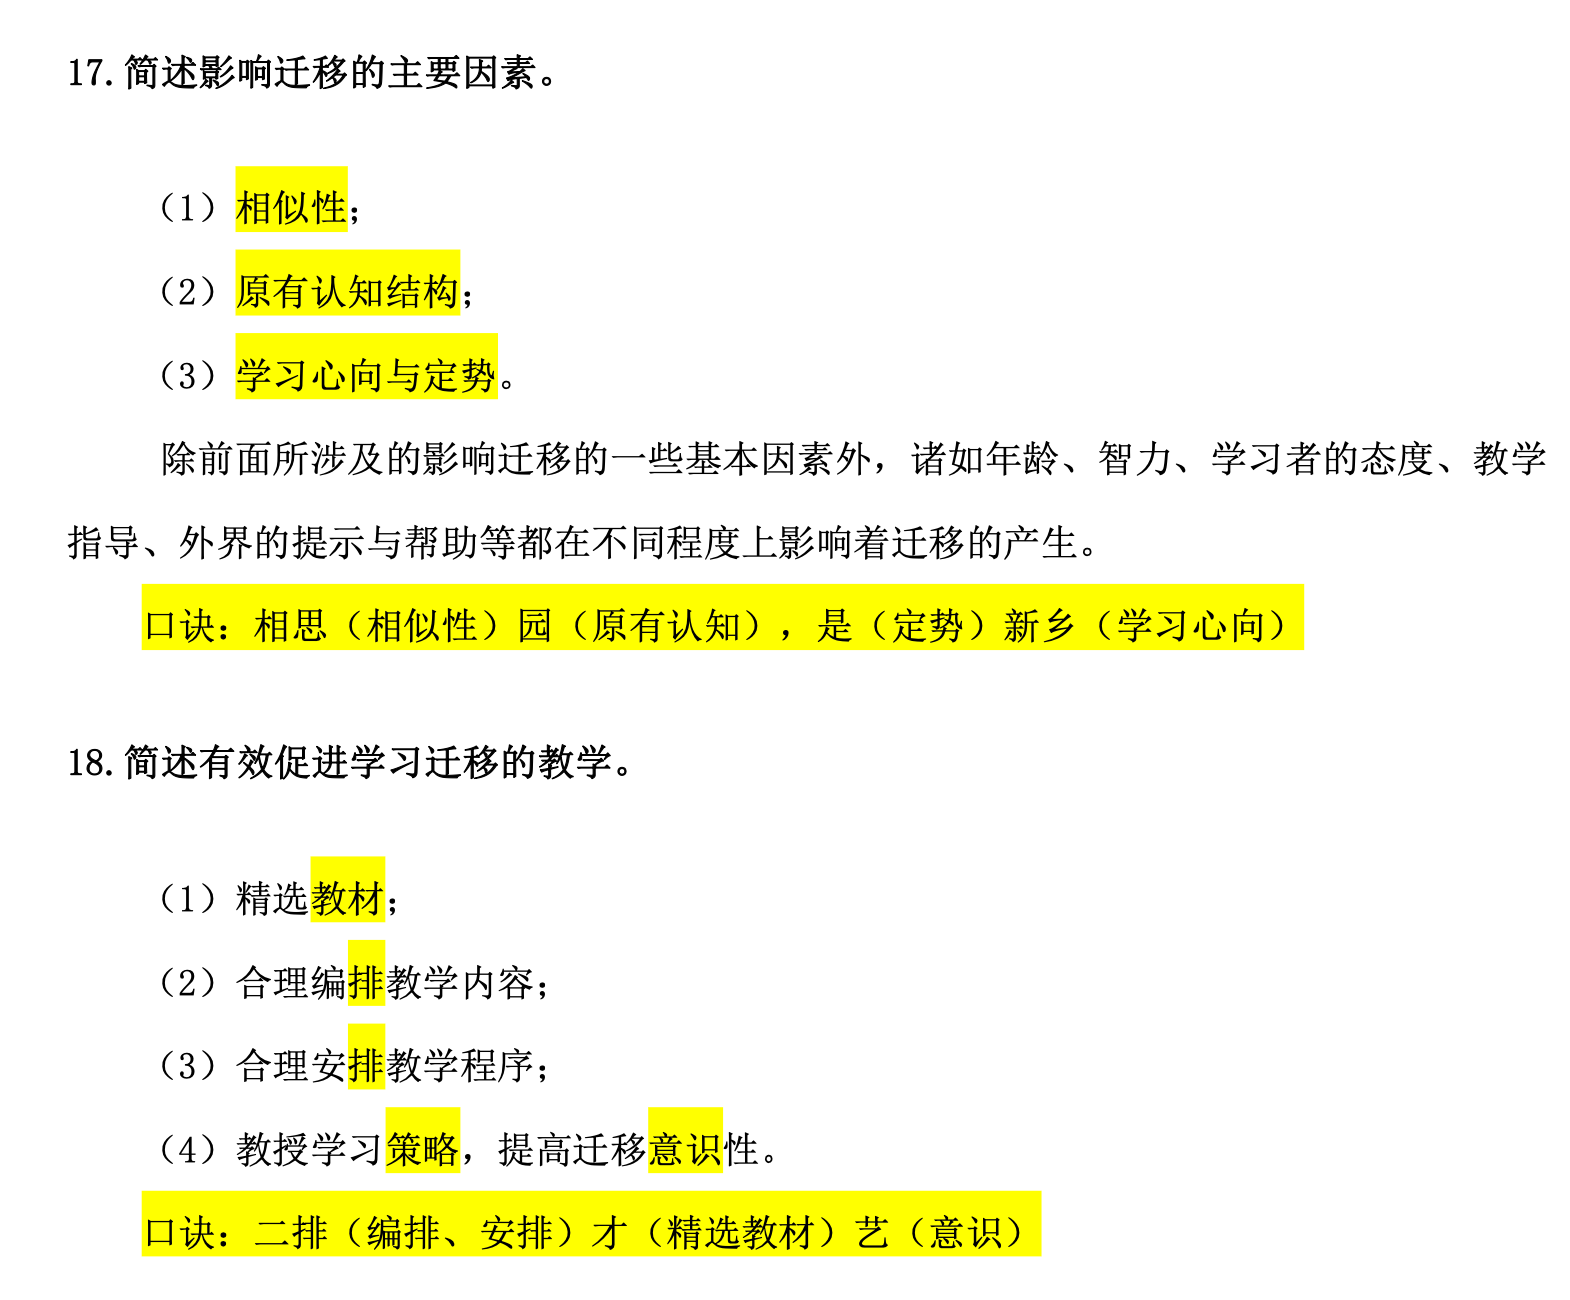 17.简述影响迁移的主要因素。
（1）相似性；
（2）原有认知结构；
（3）学习心向与定势。
除前面所涉及的影响迁移的一些基本因素外，诸如年龄、智力、学习者的态度、教学
指导、外界的提示与帮助等都在不同程度上影响着迁移的产生。
口诀：相思（相似性）园（原有认知），是（定势）新乡（学习心向）
18.简述有效促进学习迁移的教学。
（1）精选教材；
（2）合理编排教学内容；
（3）合理安排教学程序；
（4）教授学习策略，提高迁移意识性。
口诀：二排（编排、安排）才（精选教材）艺（意识）